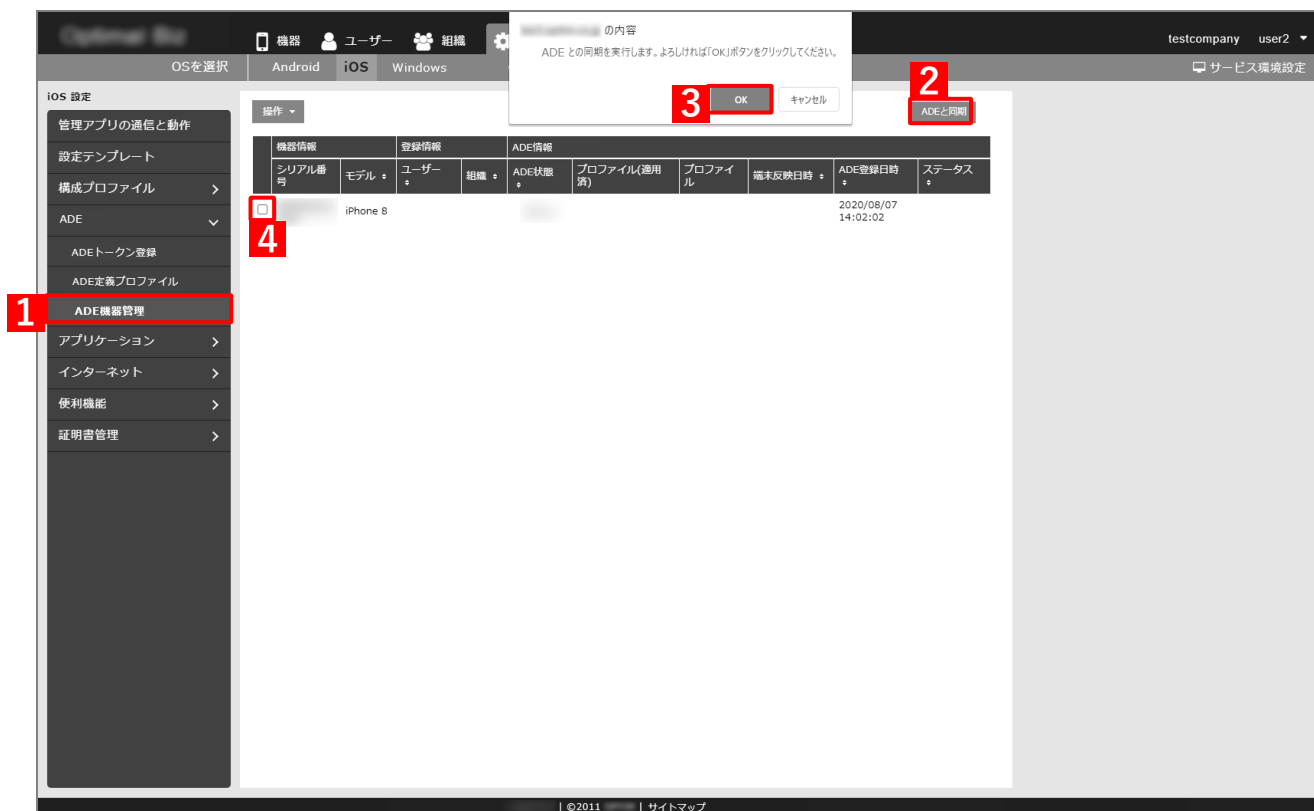 機器 ユーザー 組織
testcompany user2
OSを選択 Android iOS Windows
サービス環境設定
の内容
ADE との同期を実行します。よろしければ「OK」ボタンをクリックしてください。
OK キャンセル
3
2
iOS 設定
管理アプリの通信と動作
設定テンプレート
構成プロファイル
ADE
ADEトークン登録
ADE定義プロファイル
1
ADE機器管理
アプリケーション
インターネット
便利機能
証明書管理
操作
ADEと同期
機器情報 登録情報 ADE情報
シリアル番号 モデル ユーザー 組織 ADE状態 プロファイル(適用済) プロファイル 端末反映日時 ADE登録日時 ステータス
iPhone 8 2020/08/07
14:02:02
4
| ©2011 | サイトマップ